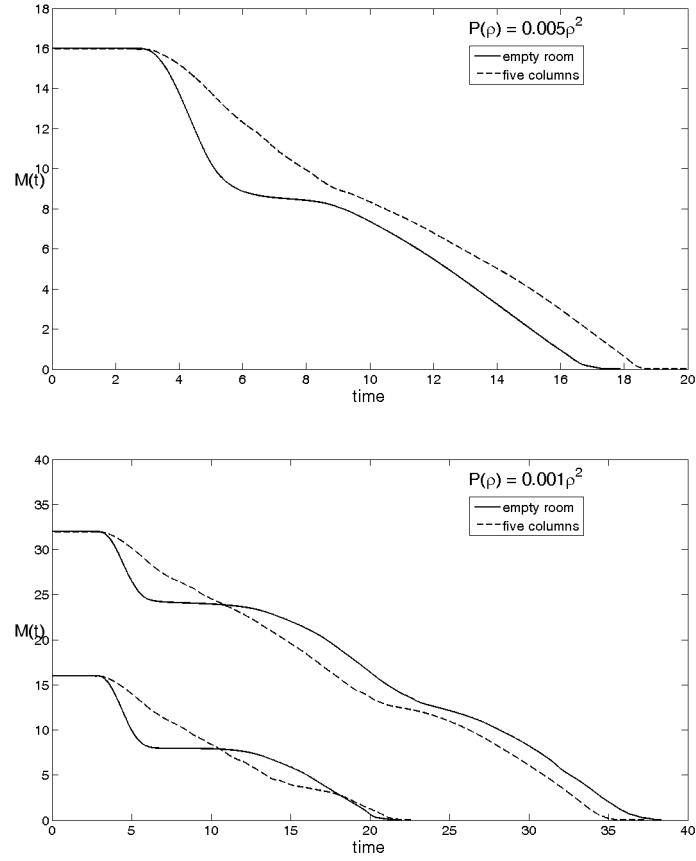 P(ρ) = 0.005ρ²
empty room
five columns
M(t)
18
16
14
12
10
8
6
4
2
0
0 2 4 6 8 10 12 14 16 18 20
time
P(ρ) = 0.001ρ²
empty room
five columns
M(t)
40
35
30
25
20
15
10
5
0
0 5 10 15 20 25 30 35 40
time